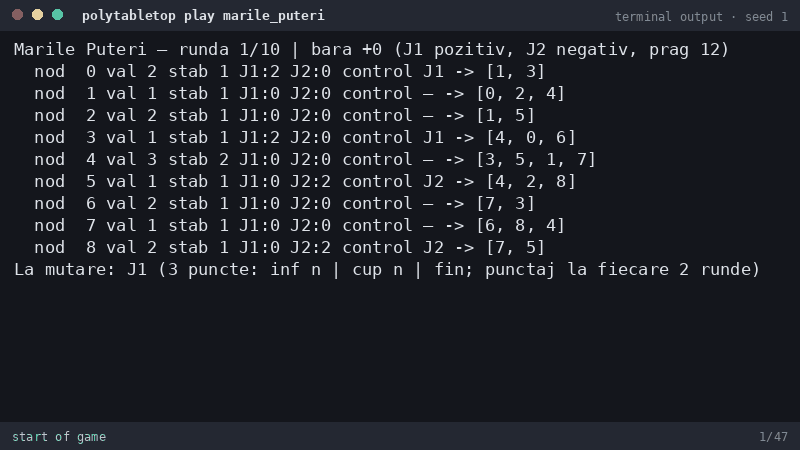 polytabletop play marile_puteri
terminal output · seed 1
Marile Puteri — runda 1/10 | bara +0 (J1 pozitiv, J2 negativ, prag 12)
nod 0 val 2 stab 1 J1:2 J2:0 control J1 -> [1, 3]
nod 1 val 1 stab 1 J1:0 J2:0 control — -> [0, 2, 4]
nod 2 val 2 stab 1 J1:0 J2:0 control — -> [1, 5]
nod 3 val 1 stab 1 J1:2 J2:0 control J1 -> [4, 0, 6]
nod 4 val 3 stab 2 J1:0 J2:0 control — -> [3, 5, 1, 7]
nod 5 val 1 stab 1 J1:0 J2:2 control J2 -> [4, 2, 8]
nod 6 val 2 stab 1 J1:0 J2:0 control — -> [7, 3]
nod 7 val 1 stab 1 J1:0 J2:0 control — -> [6, 8, 4]
nod 8 val 2 stab 1 J1:0 J2:2 control J2 -> [7, 5]
La mutare: J1 (3 puncte: inf n | cup n | fin; punctaj la fiecare 2 runde)
start of game
1/47